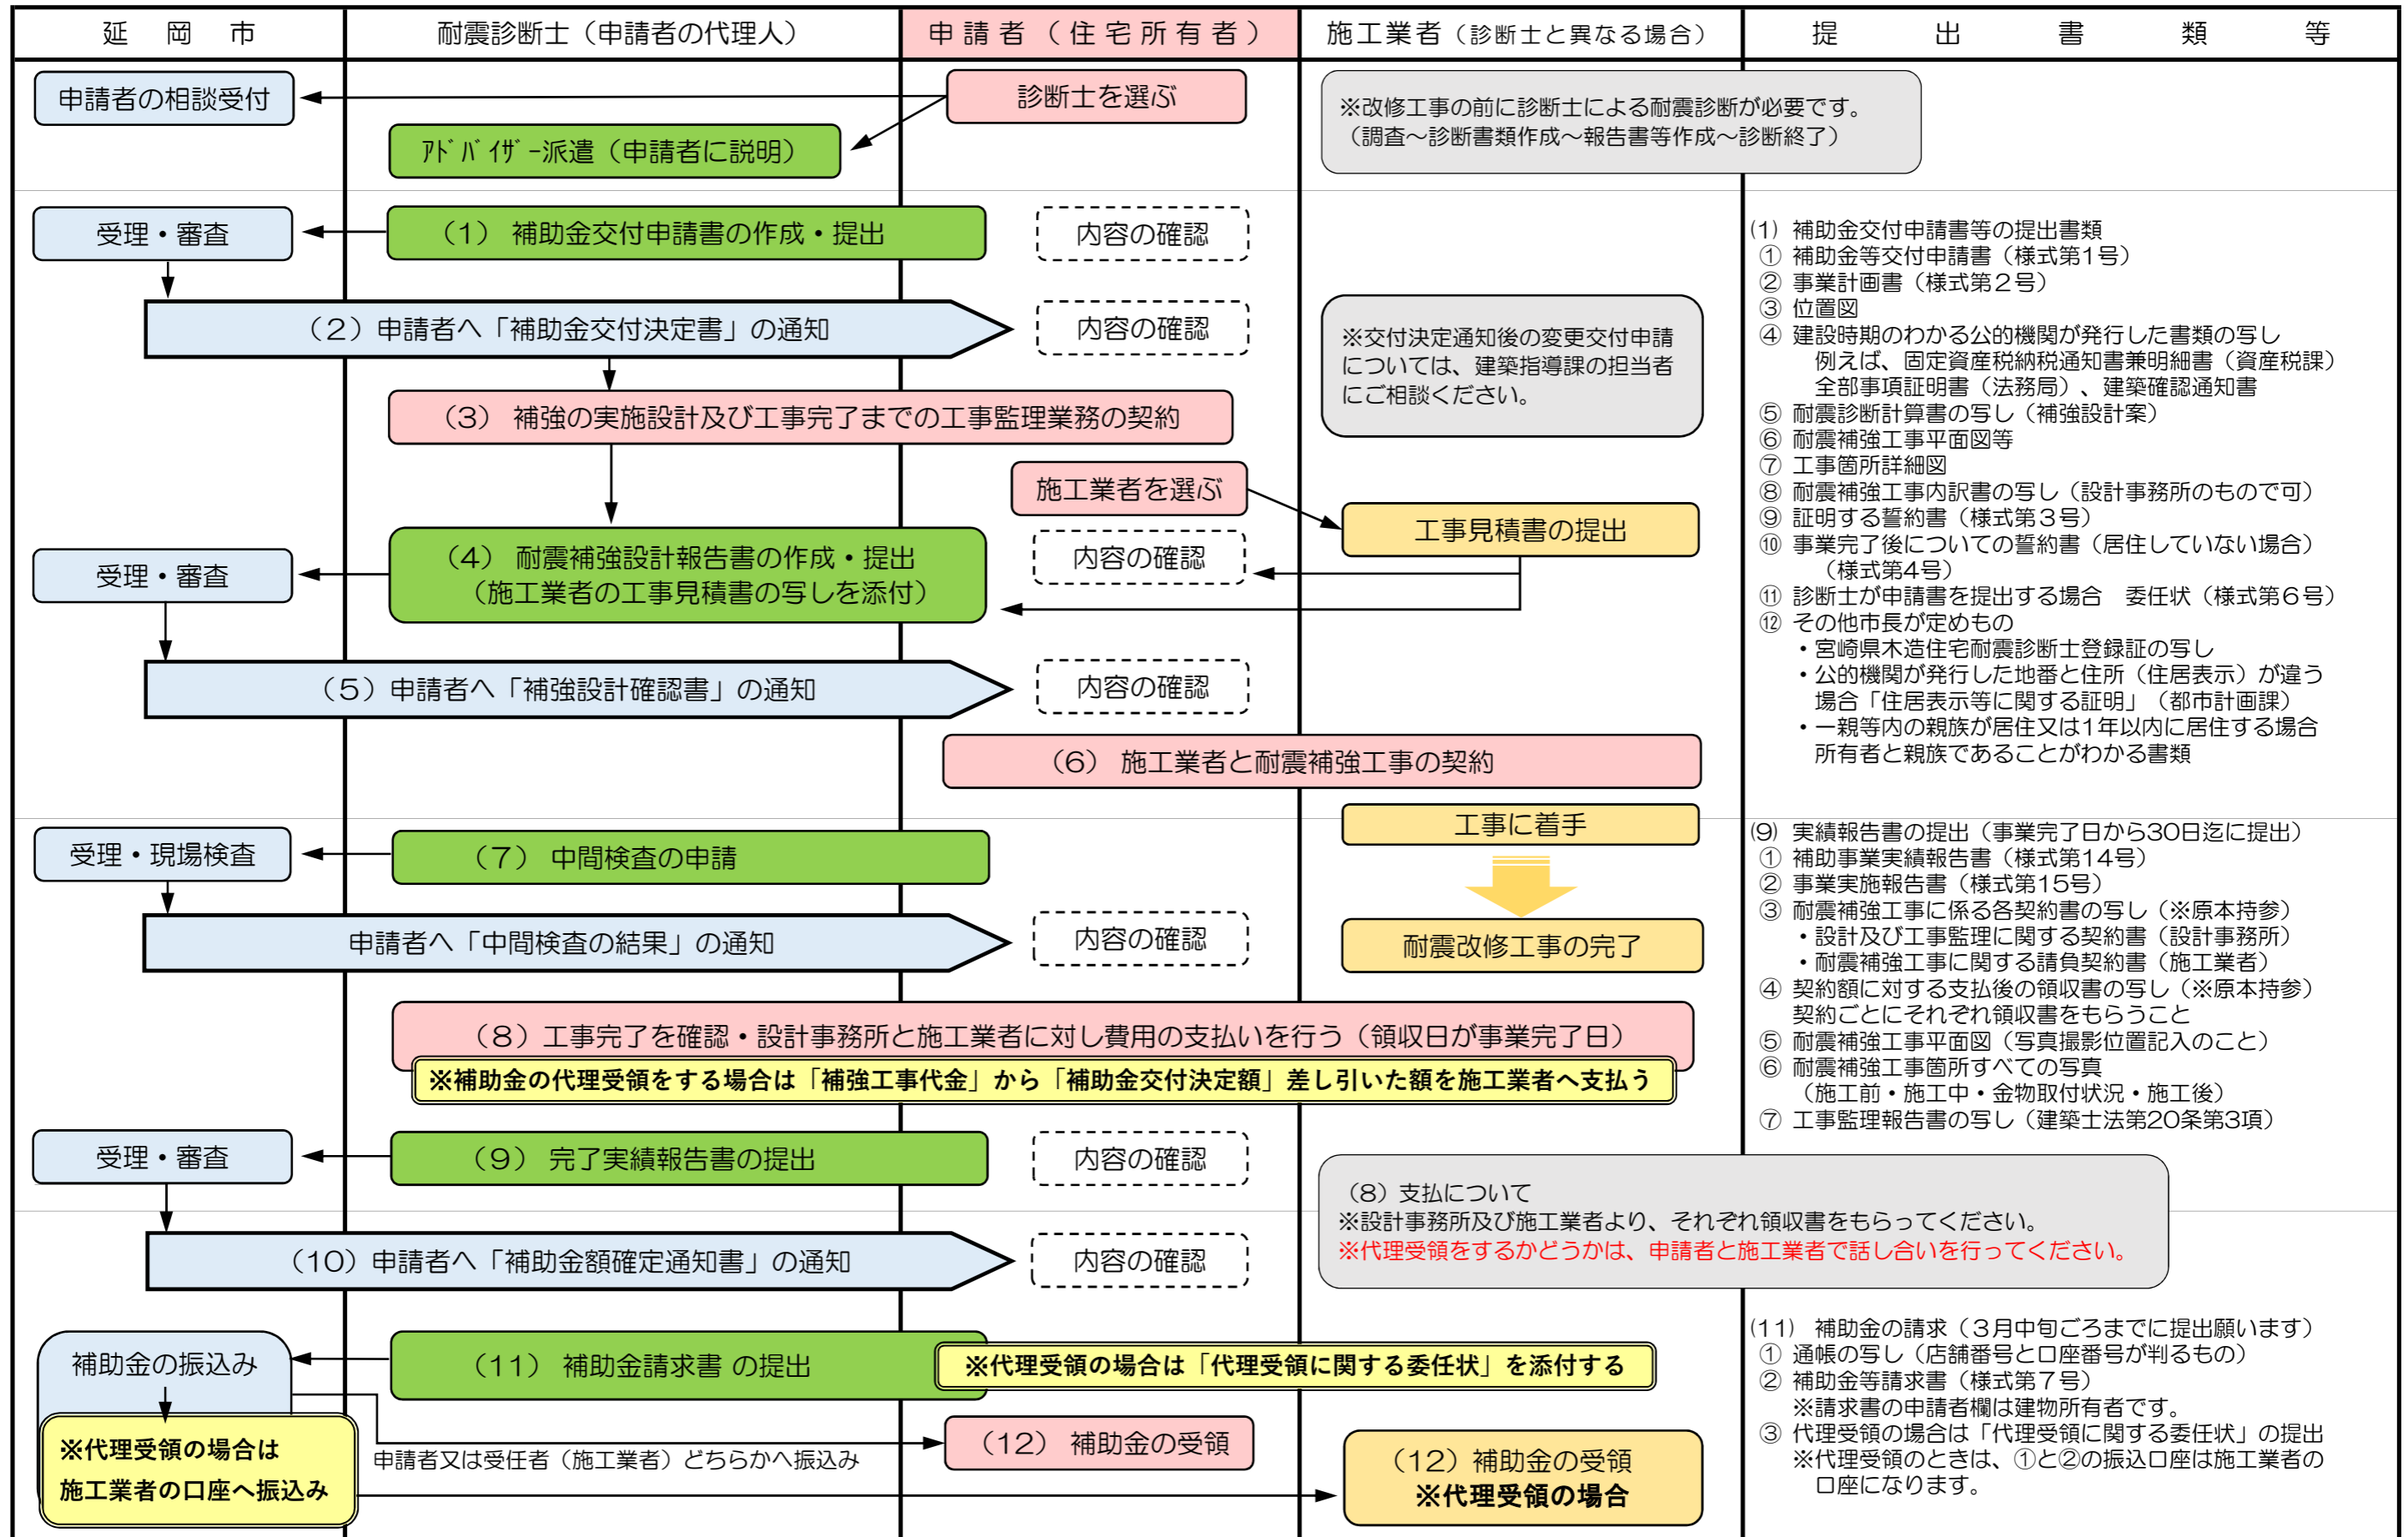 延岡市
耐震診断士（申請者の代理人）
申請者（住宅所有者）
施工業者（診断士と異なる場合）
提出書類等
申請者の相談受付
診断士を選ぶ
ｱﾄﾞﾊﾞｲｻﾞｰ派遣（申請者に説明）
※改修工事の前に診断士による耐震診断が必要です。
（調査～診断書類作成～報告書等作成～診断終了）
受理・審査
（1） 補助金交付申請書の作成・提出
内容の確認
（2）申請者へ「補助金交付決定書」の通知
内容の確認
※交付決定通知後の変更交付申請
については、建築指導課の担当者
にご相談ください。
（3） 補強の実施設計及び工事完了までの工事監理業務の契約
施工業者を選ぶ
工事見積書の提出
受理・審査
（4） 耐震補強設計報告書の作成・提出
（施工業者の工事見積書の写しを添付）
内容の確認
（5）申請者へ「補強設計確認書」の通知
内容の確認
（6） 施工業者と耐震補強工事の契約
工事に着手
受理・現場検査
（7） 中間検査の申請
申請者へ「中間検査の結果」の通知
内容の確認
耐震改修工事の完了
（8）工事完了を確認・設計事務所と施工業者に対し費用の支払いを行う（領収日が事業完了日）
※補助金の代理受領をする場合は「補強工事代金」から「補助金交付決定額」差し引いた額を施工業者へ支払う
受理・審査
（9） 完了実績報告書の提出
内容の確認
（8）支払について
※設計事務所及び施工業者より、それぞれ領収書をもらってください。
※代理受領をするかどうかは、申請者と施工業者で話し合いを行ってください。
（10）申請者へ「補助金額確定通知書」の通知
内容の確認
補助金の振込み
（11） 補助金請求書 の提出
※代理受領の場合は「代理受領に関する委任状」を添付する
※代理受領の場合は
施工業者の口座へ振込み
申請者又は受任者（施工業者）どちらかへ振込み
（12） 補助金の受領
（12）補助金の受領
※代理受領の場合
(1) 補助金交付申請書等の提出書類
① 補助金等交付申請書（様式第1号）
② 事業計画書（様式第２号）
③ 位置図
④ 建設時期のわかる公的機関が発行した書類の写し
例えば、固定資産税納税通知書兼明細書（資産税課）
全部事項証明書（法務局）、建築確認通知書
⑤ 耐震診断計算書の写し（補強設計案）
⑥ 耐震補強工事平面図等
⑦ 工事箇所詳細図
⑧ 耐震補強工事内訳書の写し（設計事務所のもので可）
⑨ 証明する誓約書（様式第３号）
⑩ 事業完了後についての誓約書（居住していない場合）
（様式第4号）
⑪ 診断士が申請書を提出する場合　委任状（様式第６号）
⑫ その他市長が定めもの
・宮崎県木造住宅耐震診断士登録証の写し
・公的機関が発行した地番と住所（住居表示）が違う
場合「住居表示等に関する証明」（都市計画課）
・一親等内の親族が居住又は1年以内に居住する場合
所有者と親族であることがわかる書類
(9) 実績報告書の提出（事業完了日から30日迄に提出）
① 補助事業実績報告書（様式第14号）
② 事業実施報告書（様式第15号）
③ 耐震補強工事に係る各契約書の写し（※原本持参）
・設計及び工事監理に関する契約書（設計事務所）
・耐震補強工事に関する請負契約書（施工業者）
④ 契約額に対する支払後の領収書の写し（※原本持参）
契約ごとにそれぞれ領収書をもらうこと
⑤ 耐震補強工事平面図（写真撮影位置記入のこと）
⑥ 耐震補強工事箇所すべての写真
（施工前・施工中・金物取付状況・施工後）
⑦ 工事監理報告書の写し（建築士法第20条第3項）
(11) 補助金の請求（３月中旬ごろまでに提出願います）
① 通帳の写し（店舗番号と口座番号が判るもの）
② 補助金等請求書（様式第７号）
※請求書の申請者欄は建物所有者です。
③ 代理受領の場合は「代理受領に関する委任状」の提出
※代理受領のときは、①と②の振込口座は施工業者の
口座になります。